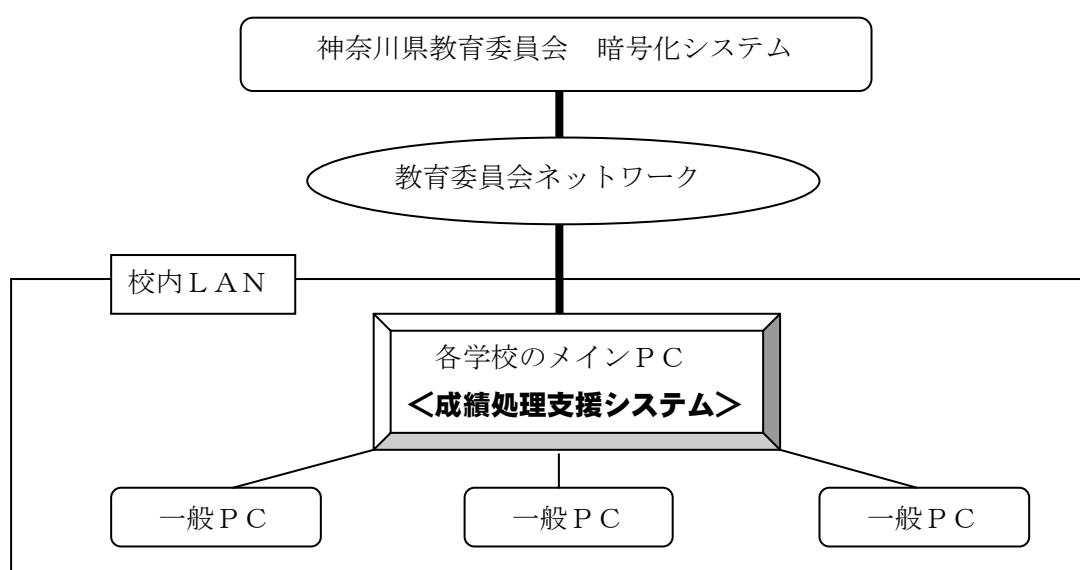 神奈川県教育委員会　暗号化システム
教育委員会ネットワーク
校内ＬＡＮ
各学校のメインＰＣ
＜成績処理支援システム＞
一般ＰＣ
一般ＰＣ
一般ＰＣ